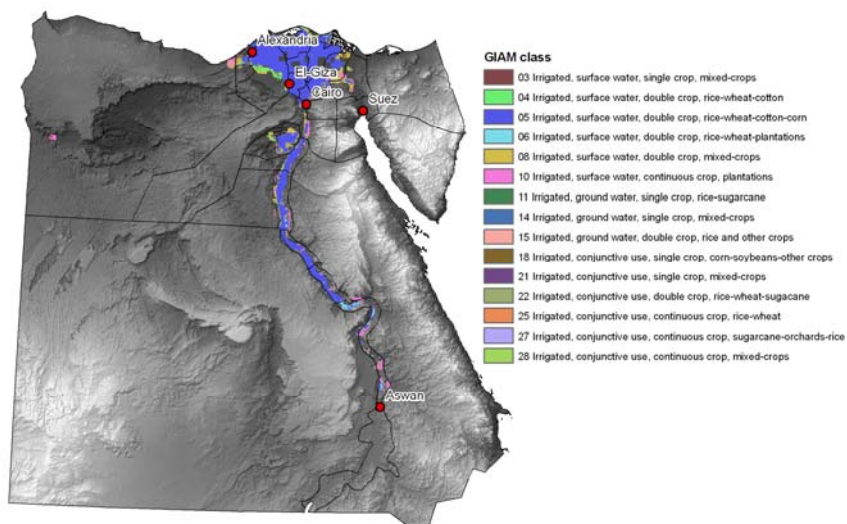 Alexandria
El-Giza
Cairo
Suez
Aswan
GIAM class
03 Irrigated, surface water, single crop, mixed-crops
04 Irrigated, surface water, double crop, rice-wheat-cotton
05 Irrigated, surface water, double crop, rice-wheat-cotton-corn
06 Irrigated, surface water, double crop, rice-wheat-plantations
08 Irrigated, surface water, double crop, mixed-crops
10 Irrigated, surface water, continuous crop, plantations
11 Irrigated, ground water, single crop, rice-sugarcane
14 Irrigated, ground water, single crop, mixed-crops
15 Irrigated, ground water, double crop, rice and other crops
18 Irrigated, conjunctive use, single crop, corn-soybeans-other crops
21 Irrigated, conjunctive use, single crop, mixed-crops
22 Irrigated, conjunctive use, double crop, rice-wheat-sugacane
25 Irrigated, conjunctive use, continuous crop, rice-wheat
27 Irrigated, conjunctive use, continuous crop, sugarcane-orchards-rice
28 Irrigated, conjunctive use, continuous crop, mixed-crops